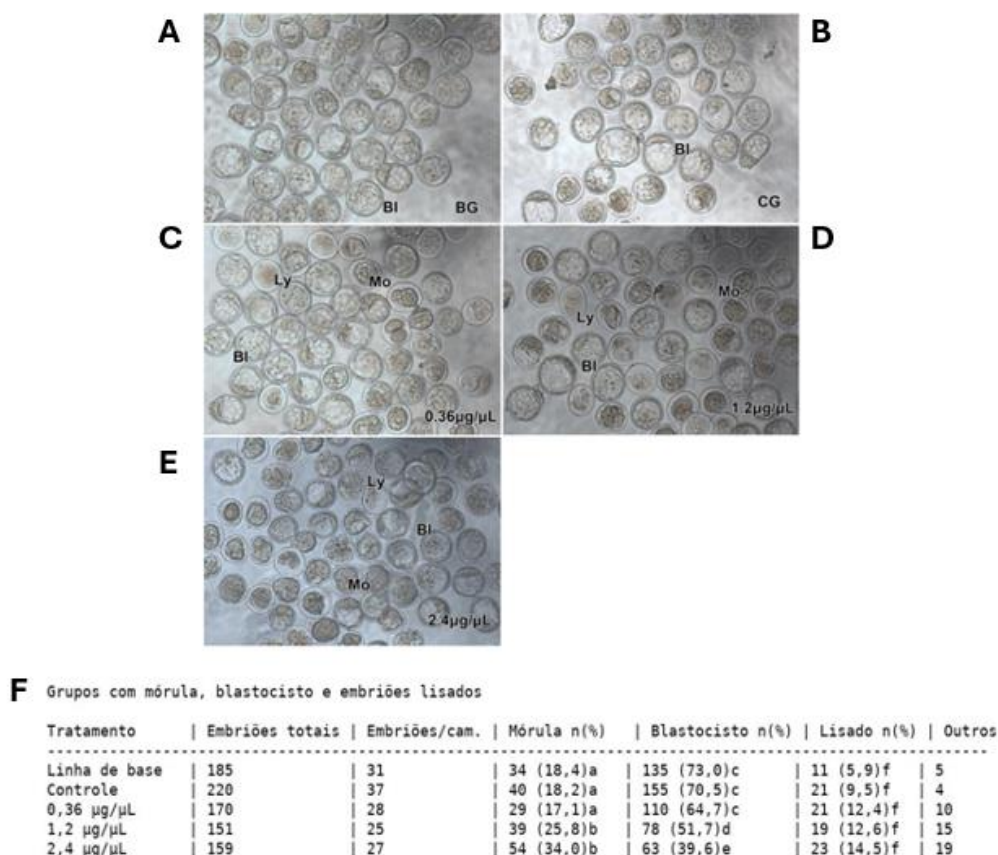 A
B
Bl
BG
Bl
CG
C
D
Ly
Mo
Bl
0.36µg/µL
Mo
Ly
Bl
1.2µg/µL
E
Ly
Bl
Mo
2.4µg/µL
F Grupos com mórula, blastocisto e embriões lisados
Tratamento | Embriões totais | Embriões/cam. | Mórula n(%) | Blastocisto n(%) | Lisado n(%) | Outros
Linha de base | 185 | 31 | 34 (18,4)a | 135 (73,0)c | 11 (5,9)f | 5
Controle | 220 | 37 | 40 (18,2)a | 155 (70,5)c | 21 (9,5)f | 4
0,36 µg/µL | 170 | 28 | 29 (17,1)a | 110 (64,7)c | 21 (12,4)f | 10
1,2 µg/µL | 151 | 25 | 39 (25,8)b | 78 (51,7)d | 19 (12,6)f | 15
2,4 µg/µL | 159 | 27 | 54 (34,0)b | 63 (39,6)e | 23 (14,5)f | 19